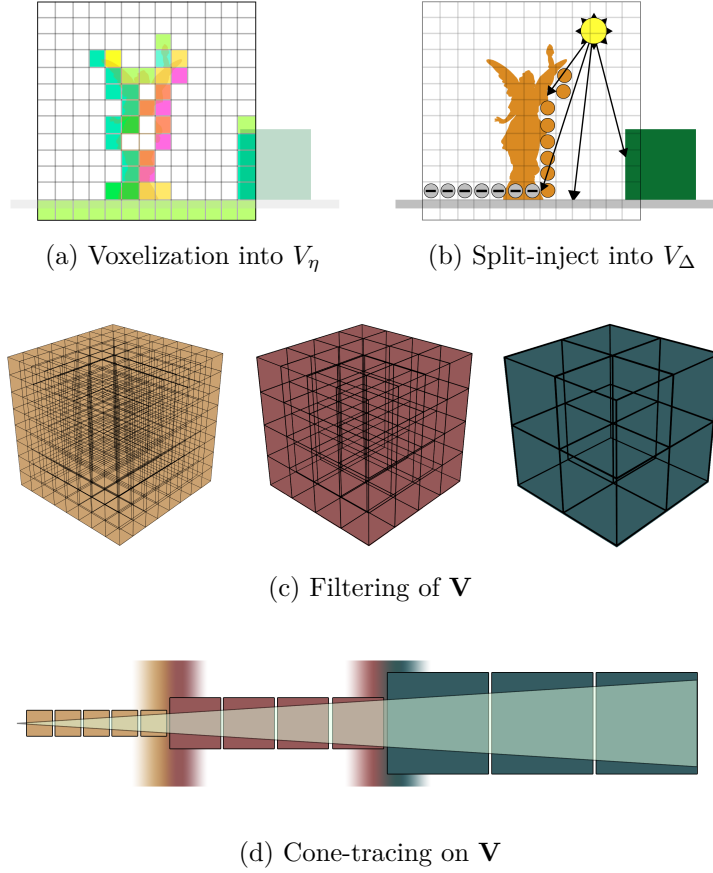 (a) Voxelization into V_η
(b) Split-inject into V_Δ
(c) Filtering of V
(d) Cone-tracing on V